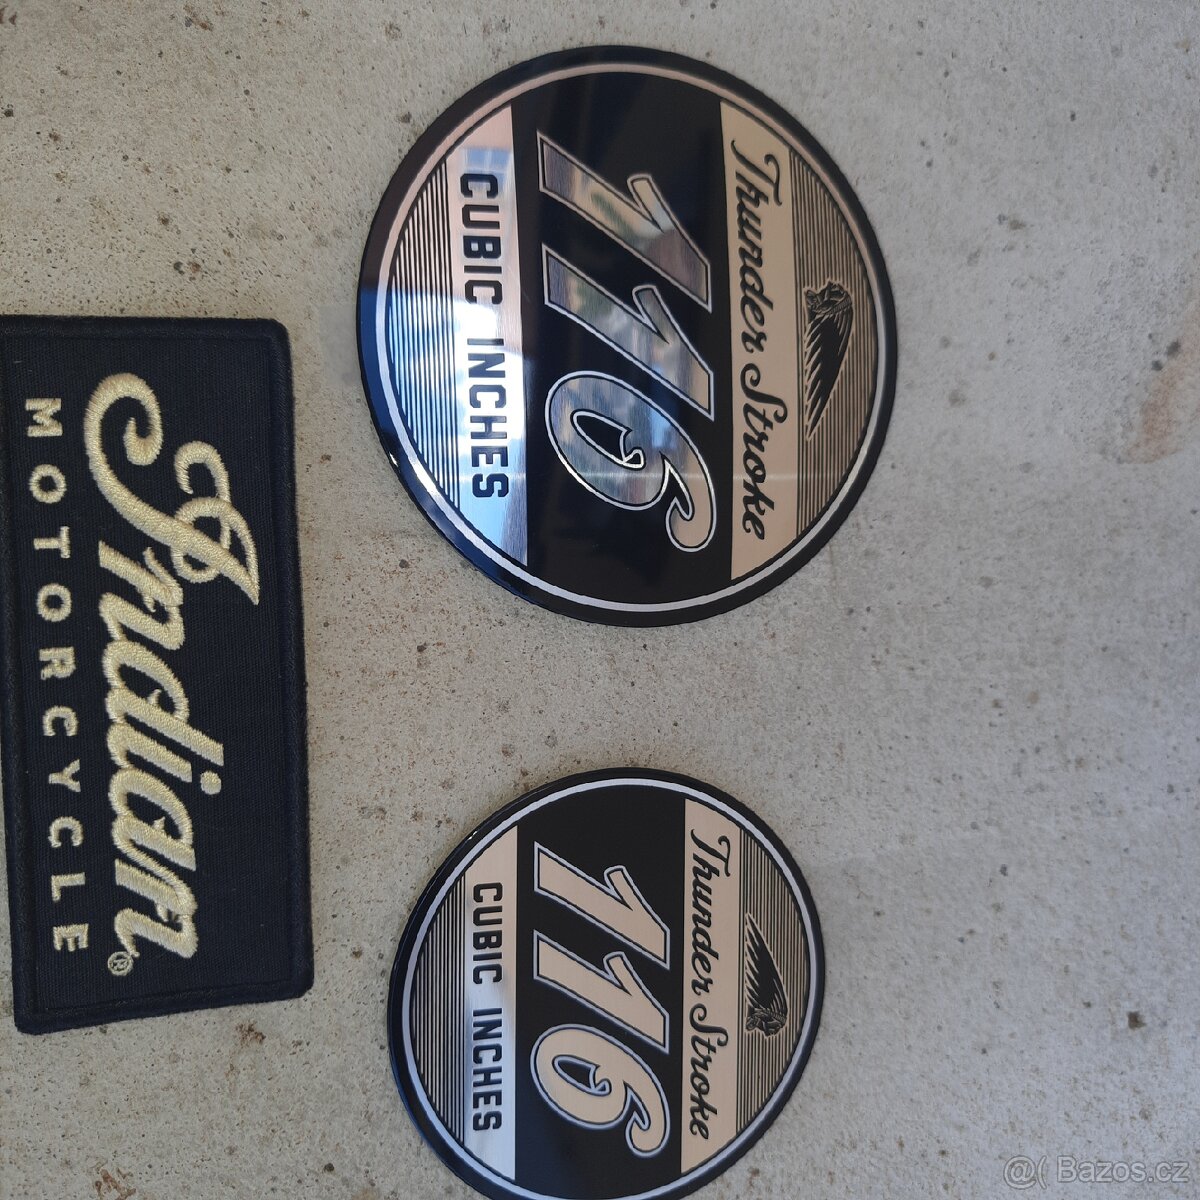 Thunder Stroke
116
CUBIC INCHES
Indian®
MOTORCYCLE
Thunder Stroke
116
CUBIC INCHES
@( Bazos.cz